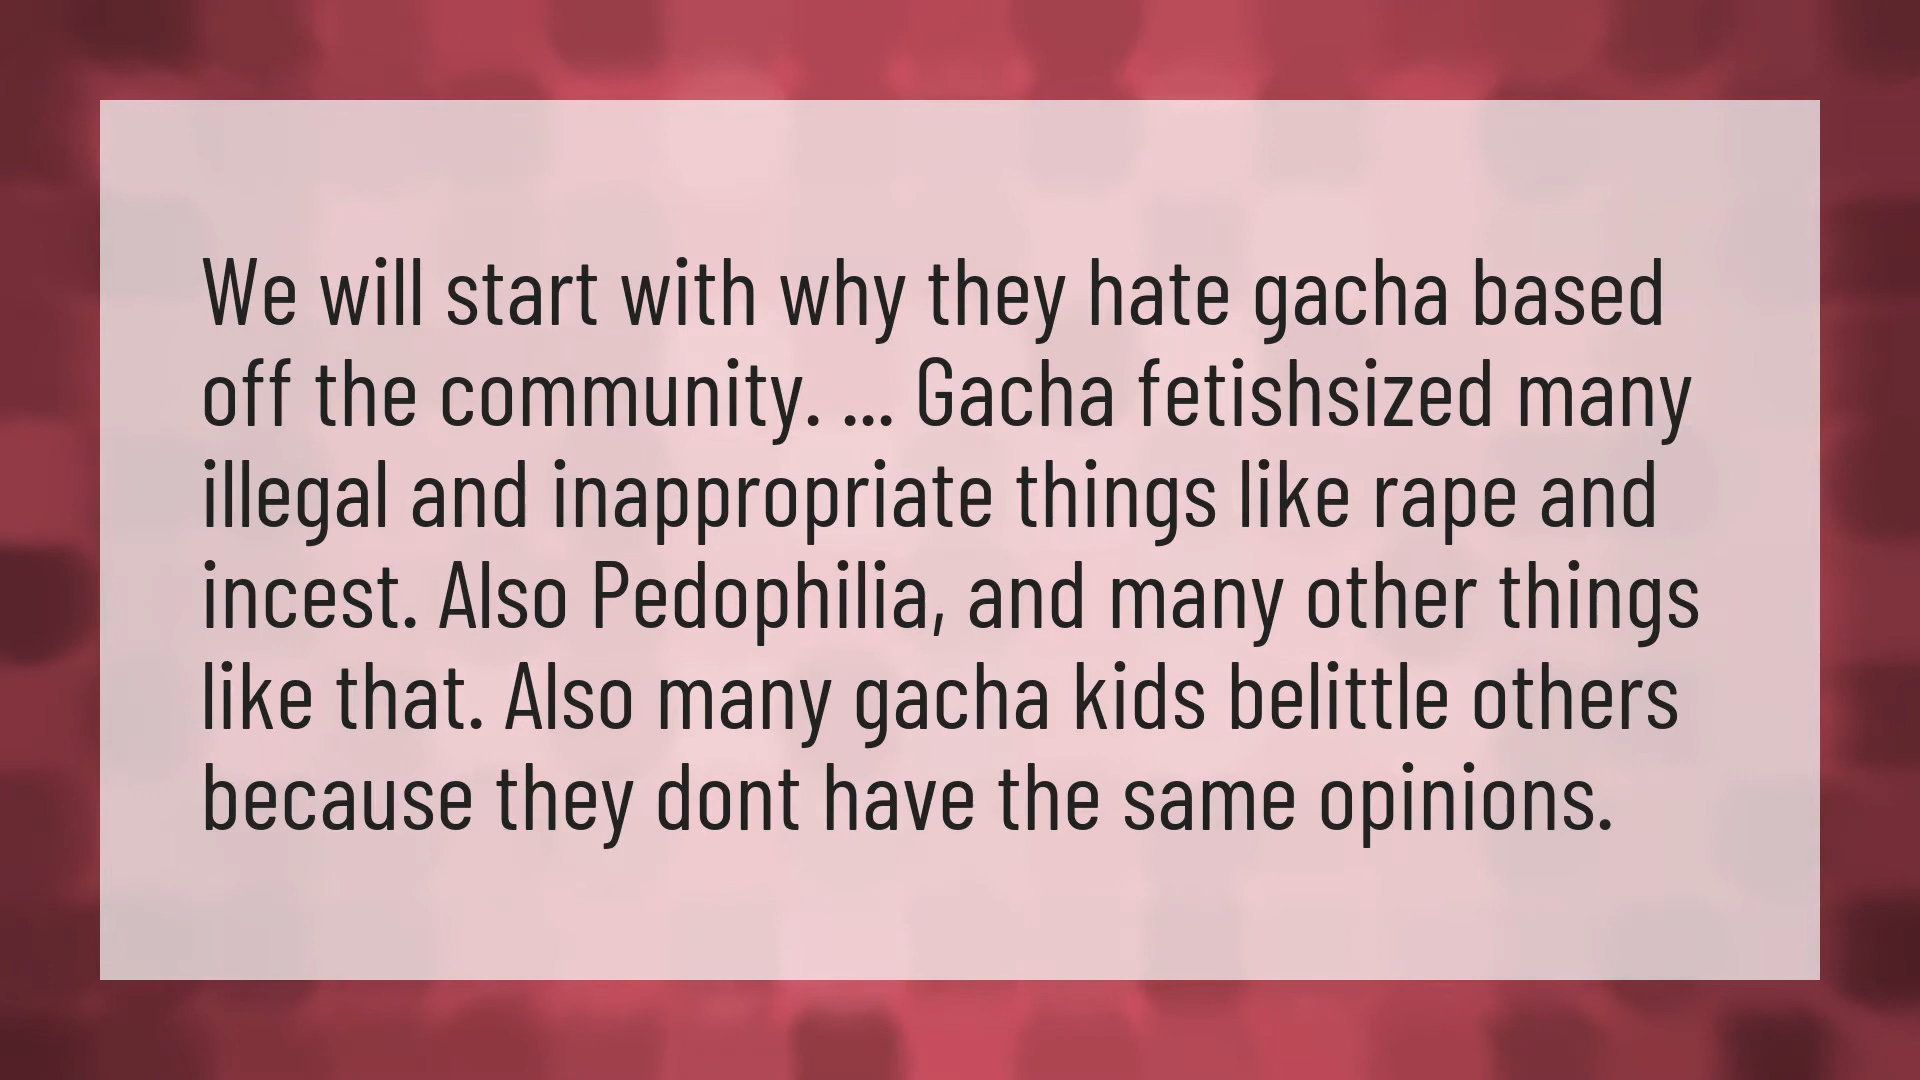 We will start with why they hate gacha based
off the community. ... Gacha fetishsized many
illegal and inappropriate things like rape and
incest. Also Pedophilia, and many other things
like that. Also many gacha kids belittle others
because they dont have the same opinions.